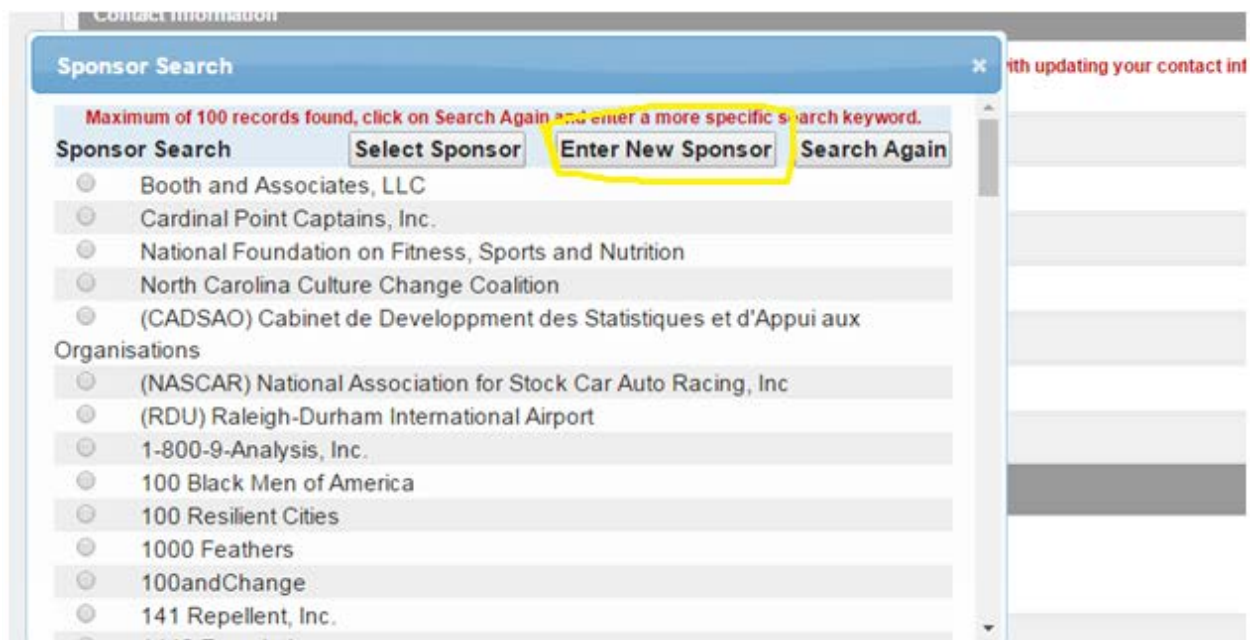 Contact Information
Sponsor Search
with updating your contact inf
Maximum of 100 records found, click on Search Again and enter a more specific search keyword.
Sponsor Search Select Sponsor Enter New Sponsor Search Again
Booth and Associates, LLC
Cardinal Point Captains, Inc.
National Foundation on Fitness, Sports and Nutrition
North Carolina Culture Change Coalition
(CADSAO) Cabinet de Developpment des Statistiques et d'Appui aux
Organisations
(NASCAR) National Association for Stock Car Auto Racing, Inc
(RDU) Raleigh-Durham International Airport
1-800-9-Analysis, Inc.
100 Black Men of America
100 Resilient Cities
1000 Feathers
100andChange
141 Repellent, Inc.